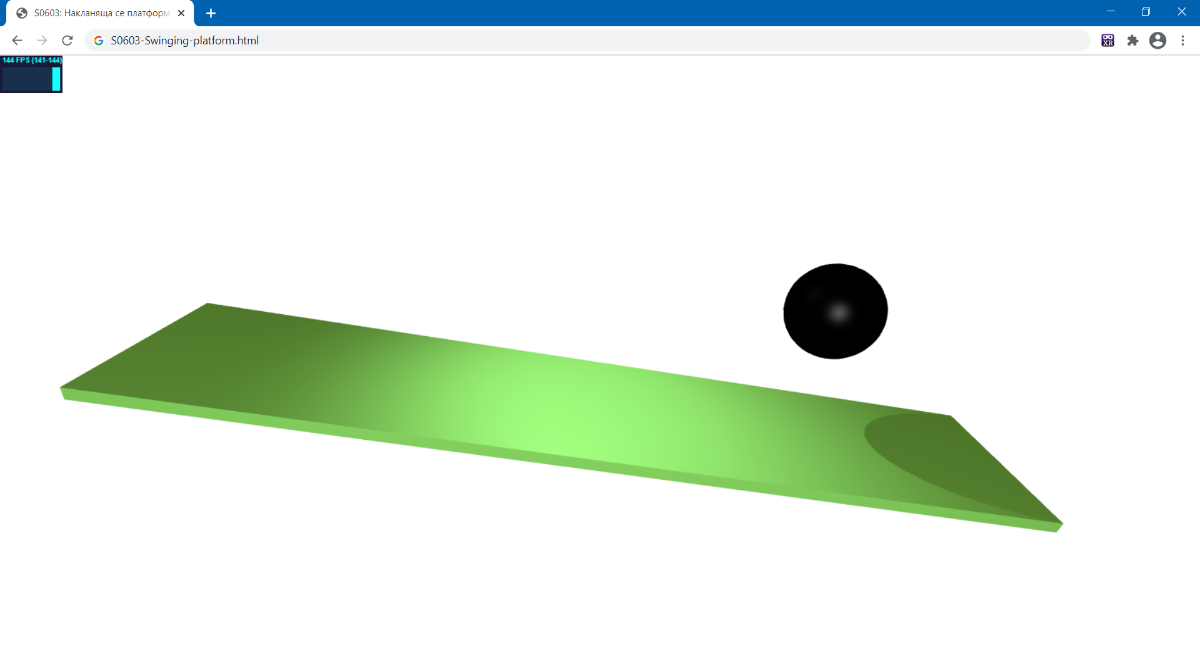 S0603: Накланяща се платформ
S0603-Swinging-platform.html
144 FPS (141-144)